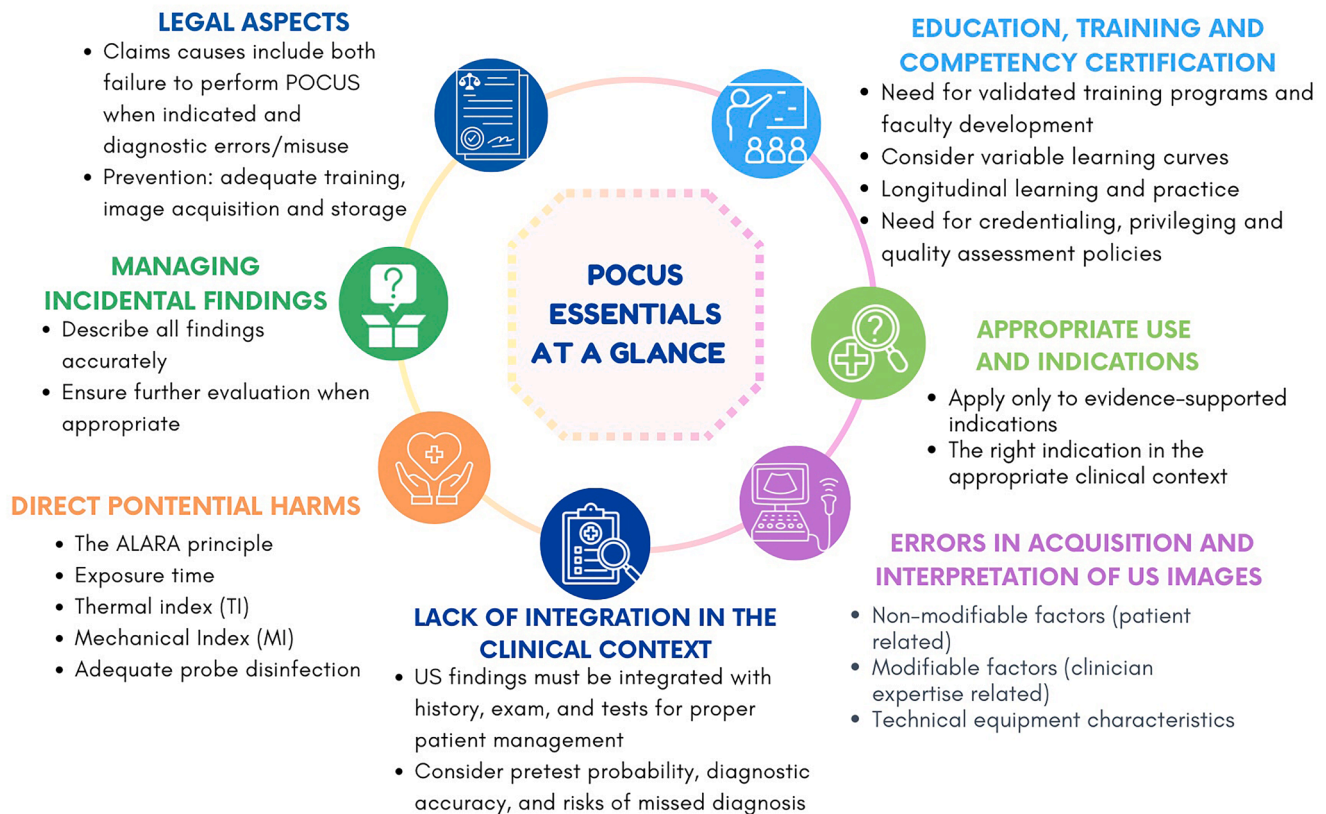 LEGAL ASPECTS
• Claims causes include both
failure to perform POCUS
when indicated and
diagnostic errors/misuse
• Prevention: adequate training,
image acquisition and storage
EDUCATION, TRAINING AND
COMPETENCY CERTIFICATION
• Need for validated training programs and
faculty development
• Consider variable learning curves
• Longitudinal learning and practice
• Need for credentialing, privileging and
quality assessment policies
MANAGING
INCIDENTAL FINDINGS
• Describe all findings
accurately
• Ensure further evaluation when
appropriate
POCUS
ESSENTIALS
AT A GLANCE
APPROPRIATE USE
AND INDICATIONS
• Apply only to evidence-supported
indications
• The right indication in the
appropriate clinical context
DIRECT PONTENTIAL HARMS
• The ALARA principle
• Exposure time
• Thermal index (TI)
• Mechanical Index (MI)
• Adequate probe disinfection
LACK OF INTEGRATION IN THE
CLINICAL CONTEXT
• US findings must be integrated with
history, exam, and tests for proper
patient management
• Consider pretest probability, diagnostic
accuracy, and risks of missed diagnosis
ERRORS IN ACQUISITION AND
INTERPRETATION OF US IMAGES
• Non-modifiable factors (patient
related)
• Modifiable factors (clinician
expertise related)
• Technical equipment characteristics